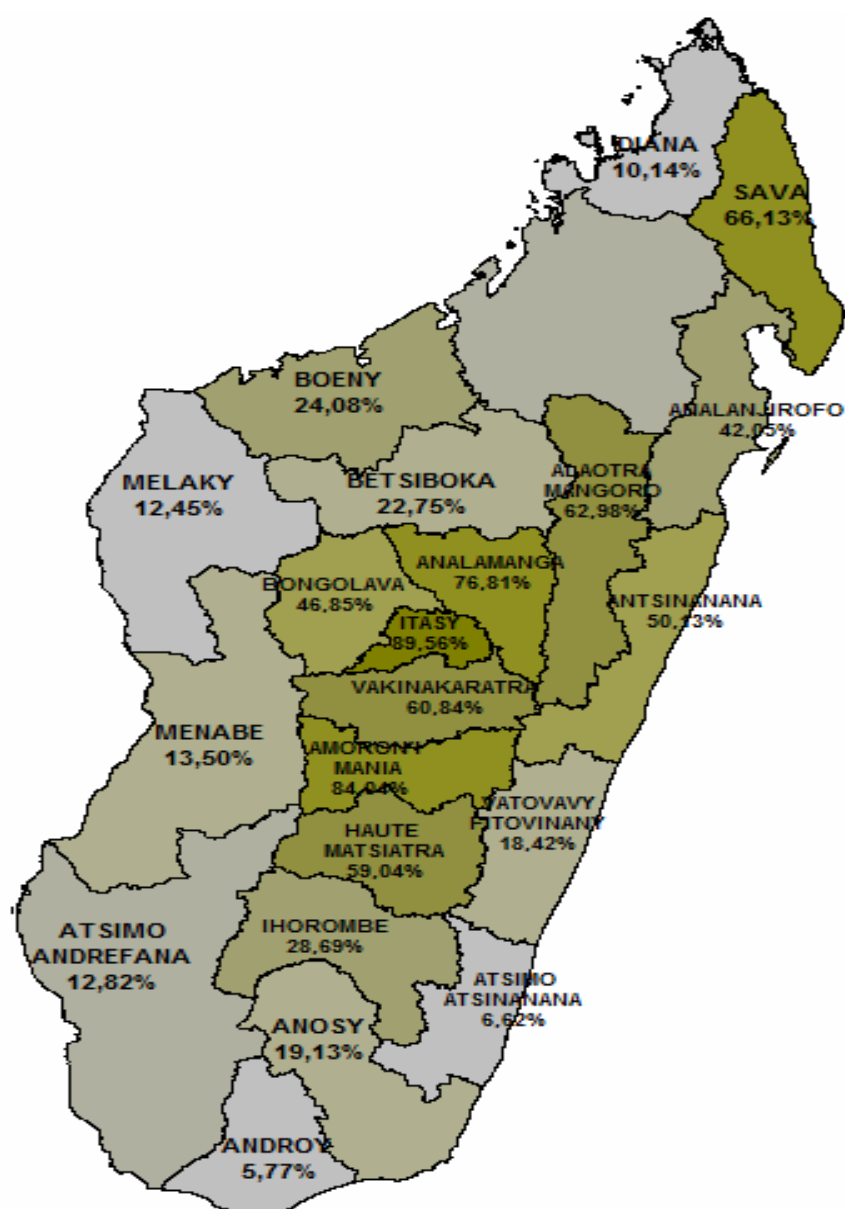 DIANA
10,14%
SAVA
66,13%
BOENY
24,08%
ANALANJIROFO
42,05%
MELAKY
12,45%
BETSIBOKA
22,75%
ALAOTRA
MANGORO
62,98%
BONGOLAVA
46,85%
ANALAMANGA
76,81%
ITASY
89,56%
ANTSINANANA
50,13%
VAKINAKARATRA
60,84%
MENABE
13,50%
AMORON'I
MANIA
84,04%
VATOVAVY
FITOVINANY
18,42%
HAUTE
MATSIATRA
59,04%
ATSIMO
ANDREFANA
12,82%
IHOROMBE
28,69%
ATSIMO
ATSINANANA
6,62%
ANOSY
19,13%
ANDROY
5,77%